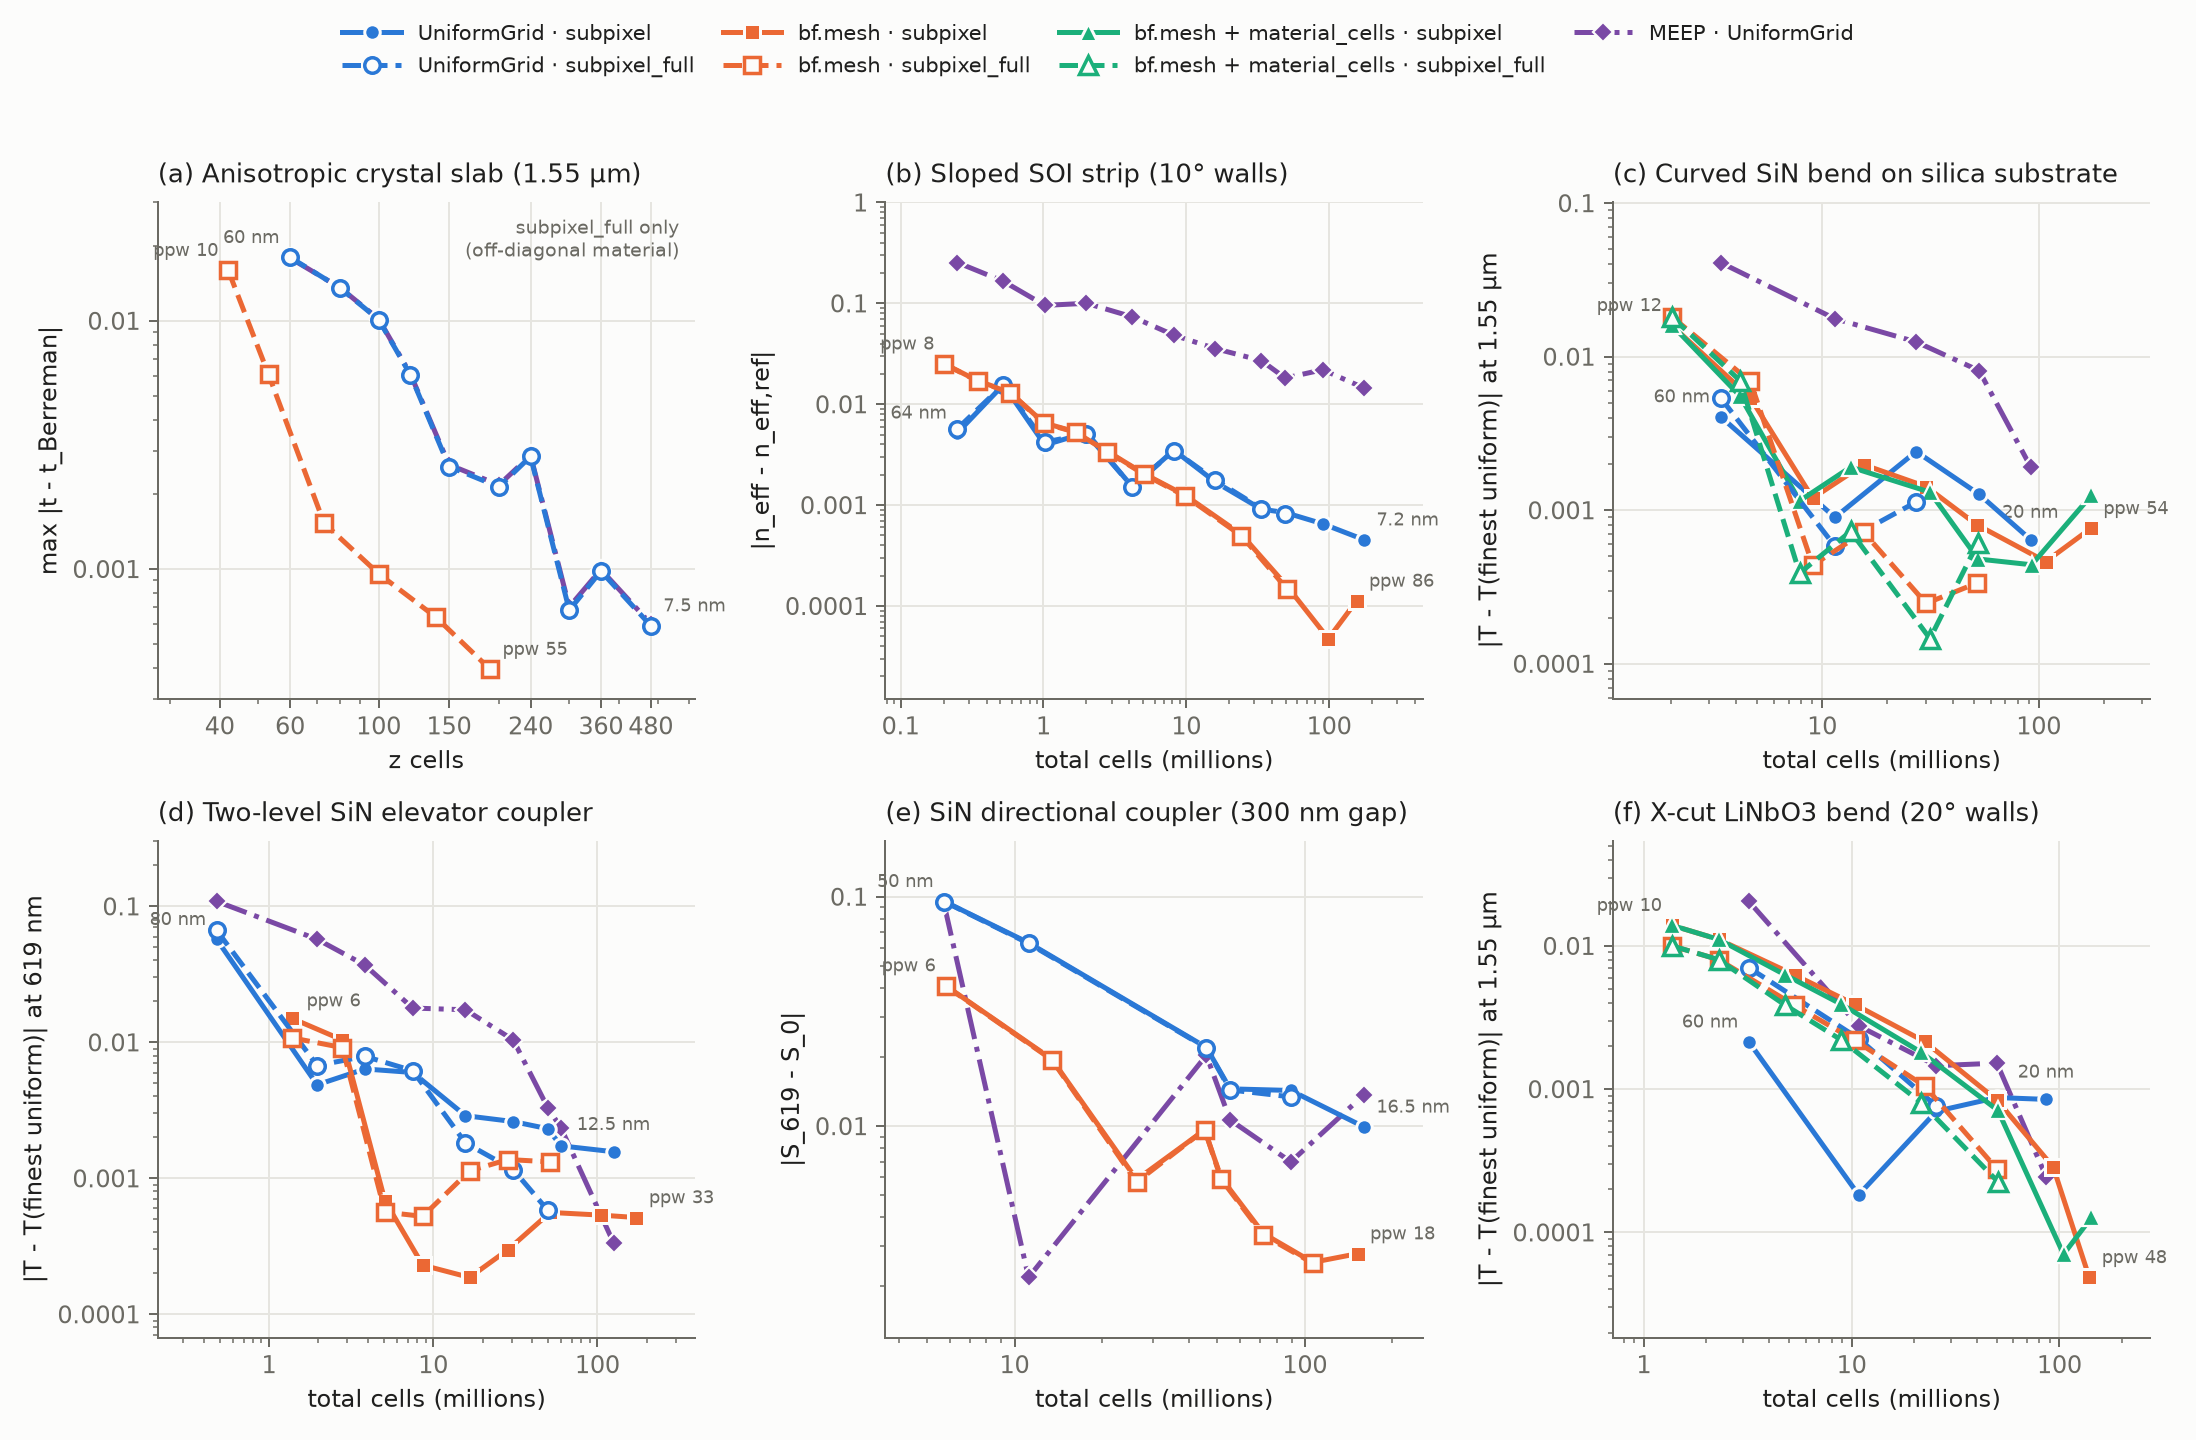 UniformGrid · subpixel
bf.mesh · subpixel
bf.mesh + material_cells · subpixel
MEEP · UniformGrid
UniformGrid · subpixel_full
bf.mesh · subpixel_full
bf.mesh + material_cells · subpixel_full
(a) Anisotropic crystal slab (1.55 μm)
max |t - t_Berreman|
0.01
0.001
ppw 10
60 nm
subpixel_full only
(off-diagonal material)
7.5 nm
ppw 55
40
60
100
150
240
360
480
z cells
(b) Sloped SOI strip (10° walls)
|n_eff - n_eff,ref|
1
0.1
0.01
0.001
0.0001
ppw 8
64 nm
7.2 nm
ppw 86
0.1
1
10
100
total cells (millions)
(c) Curved SiN bend on silica substrate
|T - T(finest uniform)| at 1.55 μm
0.1
0.01
0.001
0.0001
ppw 12
60 nm
20 nm
ppw 54
10
100
total cells (millions)
(d) Two-level SiN elevator coupler
|T - T(finest uniform)| at 619 nm
0.1
0.01
0.001
0.0001
80 nm
ppw 6
12.5 nm
ppw 33
1
10
100
total cells (millions)
(e) SiN directional coupler (300 nm gap)
|S_619 - S_0|
0.1
0.01
50 nm
ppw 6
16.5 nm
ppw 18
10
100
total cells (millions)
(f) X-cut LiNbO3 bend (20° walls)
|T - T(finest uniform)| at 1.55 μm
0.01
0.001
0.0001
ppw 10
60 nm
20 nm
ppw 48
1
10
100
total cells (millions)